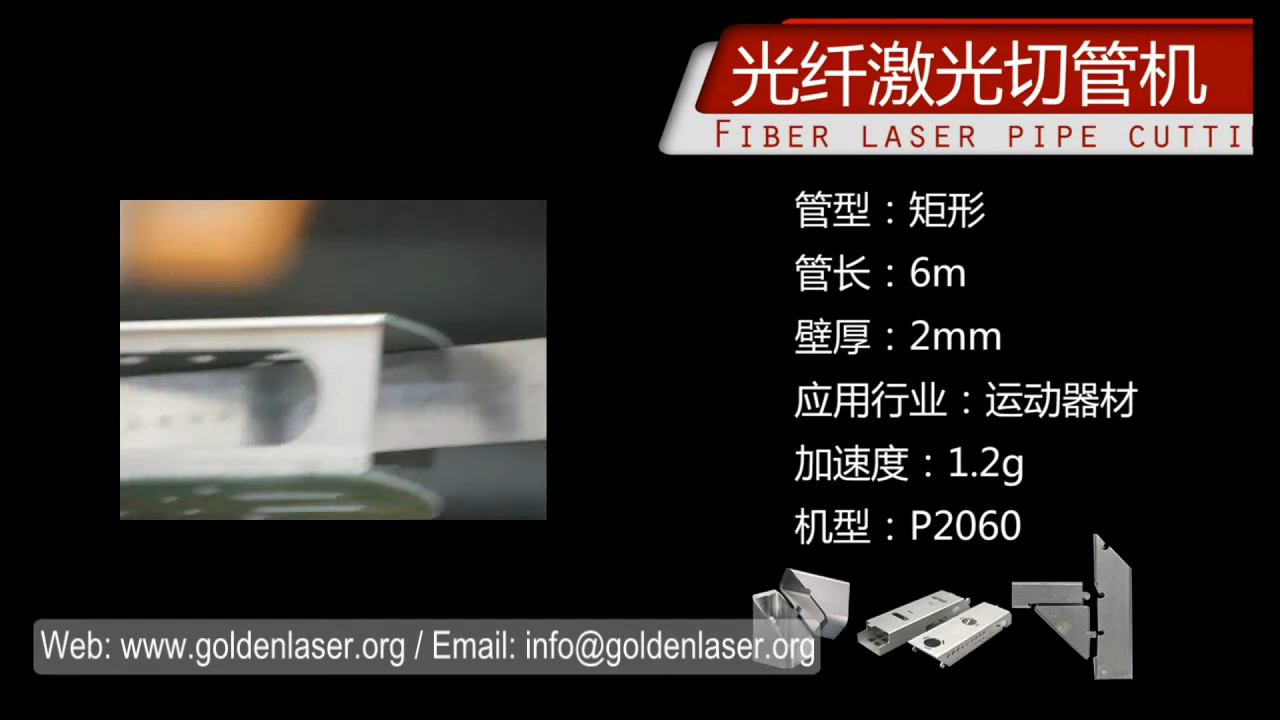 光纤激光切管机
FIBER LASER PIPE CUTTI
管型：矩形
管长：6m
壁厚：2mm
应用行业：运动器材
加速度：1.2g
机型：P2060
Web: www.goldenlaser.org / Email: info@goldenlaser.org